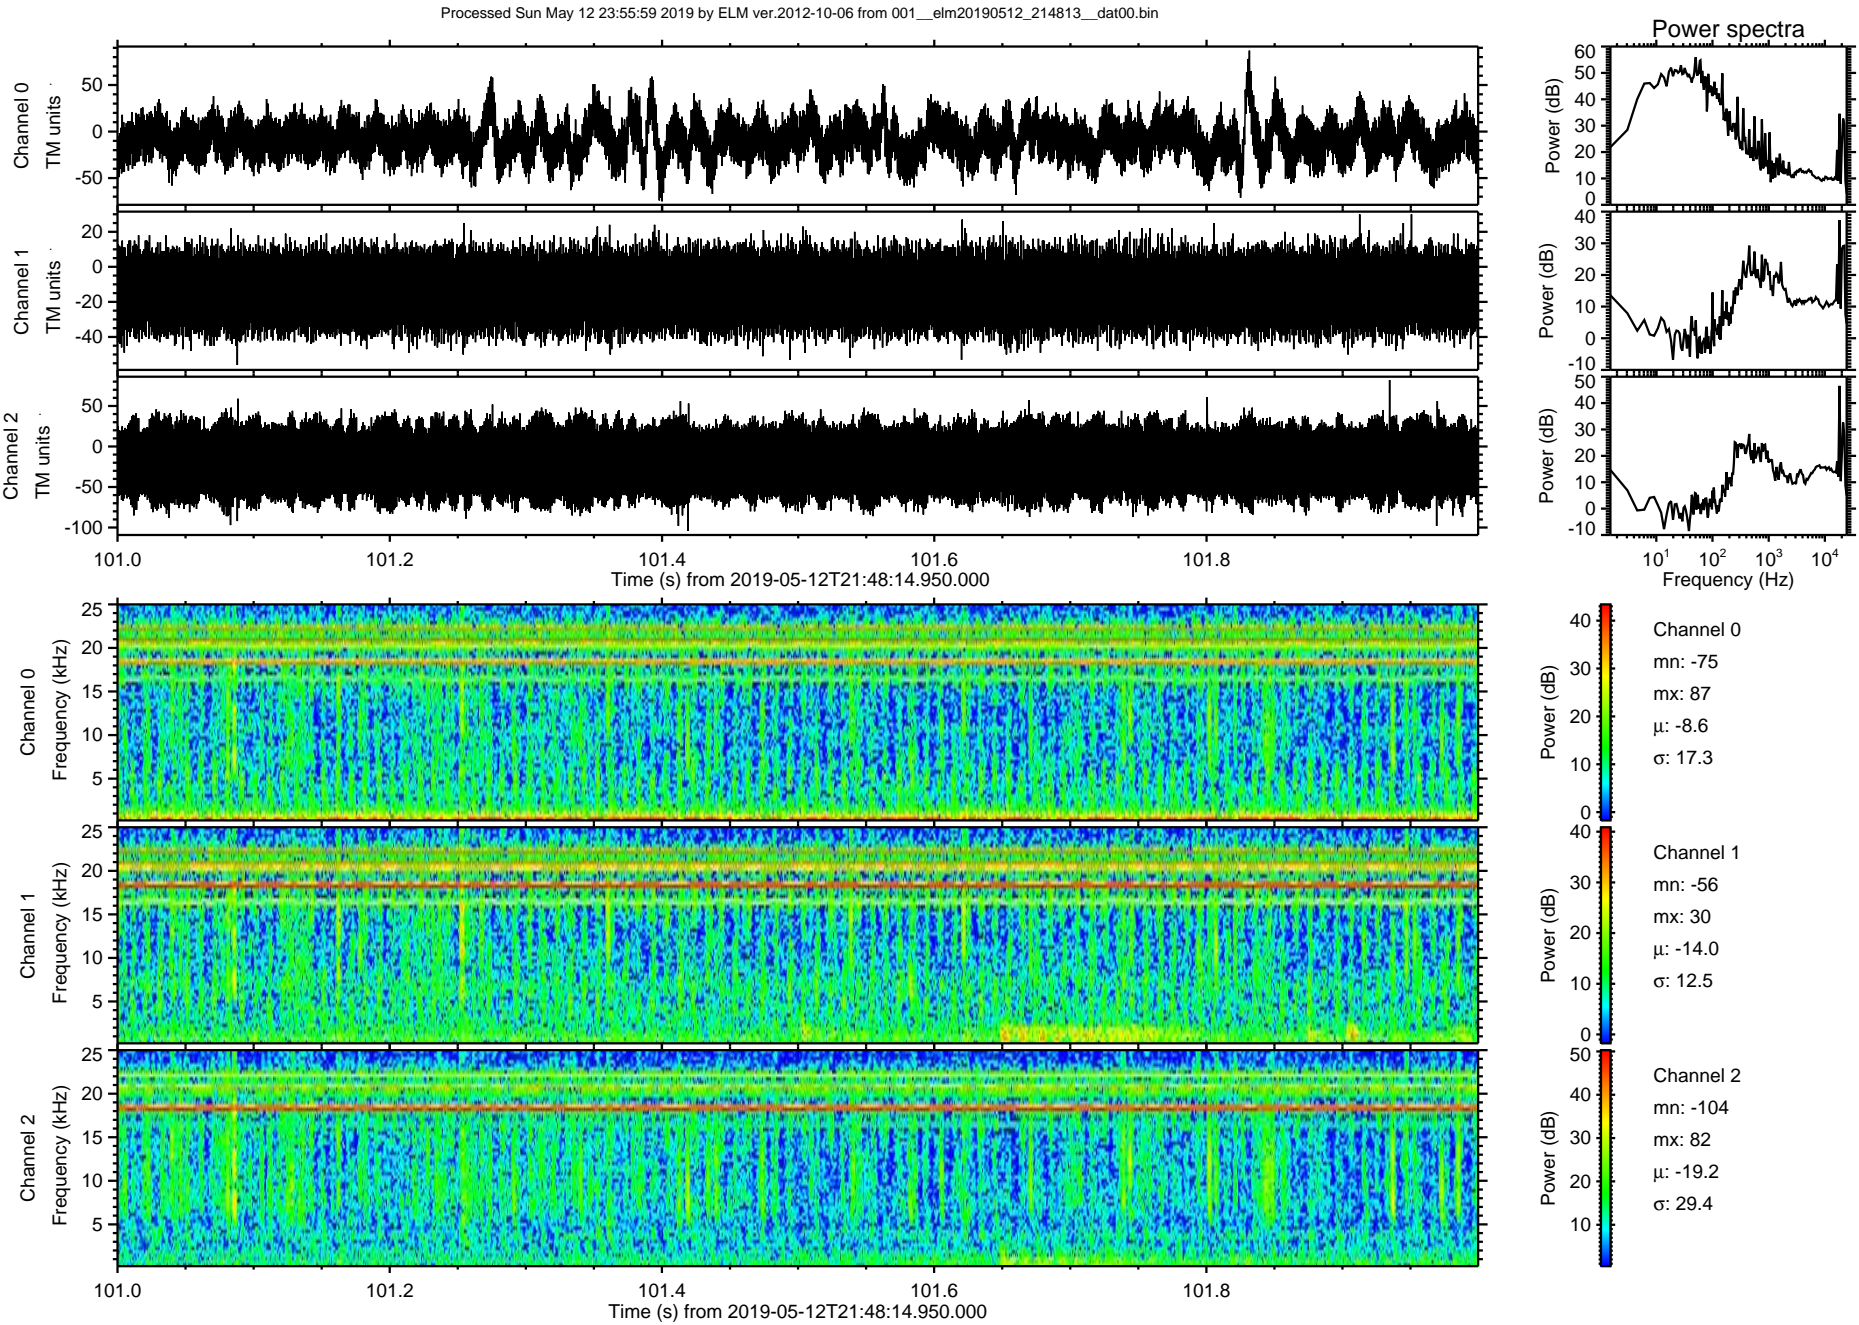 Processed Sun May 12 23:55:59 2019 by ELM ver.2012-10-06 from 001__elm20190512_214813__dat00.bin
Power spectra
Channel 0
TM units
50
0
-50
Power (dB)
60
50
40
30
20
10
0
Channel 1
TM units
20
0
-20
-40
Power (dB)
40
30
20
10
0
-10
Channel 2
TM units
50
0
-50
-100
Power (dB)
50
40
30
20
10
0
-10
101.0 101.2 101.4 101.6 101.8
Time (s) from 2019-05-12T21:48:14.950.000
10^1 10^2 10^3 10^4
Frequency (Hz)
Channel 0
Frequency (kHz)
25
20
15
10
5
Power (dB)
40
30
20
10
0
Channel 0
mn: -75
mx: 87
μ: -8.6
σ: 17.3
Channel 1
Frequency (kHz)
25
20
15
10
5
Power (dB)
40
30
20
10
0
Channel 1
mn: -56
mx: 30
μ: -14.0
σ: 12.5
Channel 2
Frequency (kHz)
25
20
15
10
5
Power (dB)
50
40
30
20
10
Channel 2
mn: -104
mx: 82
μ: -19.2
σ: 29.4
101.0 101.2 101.4 101.6 101.8
Time (s) from 2019-05-12T21:48:14.950.000